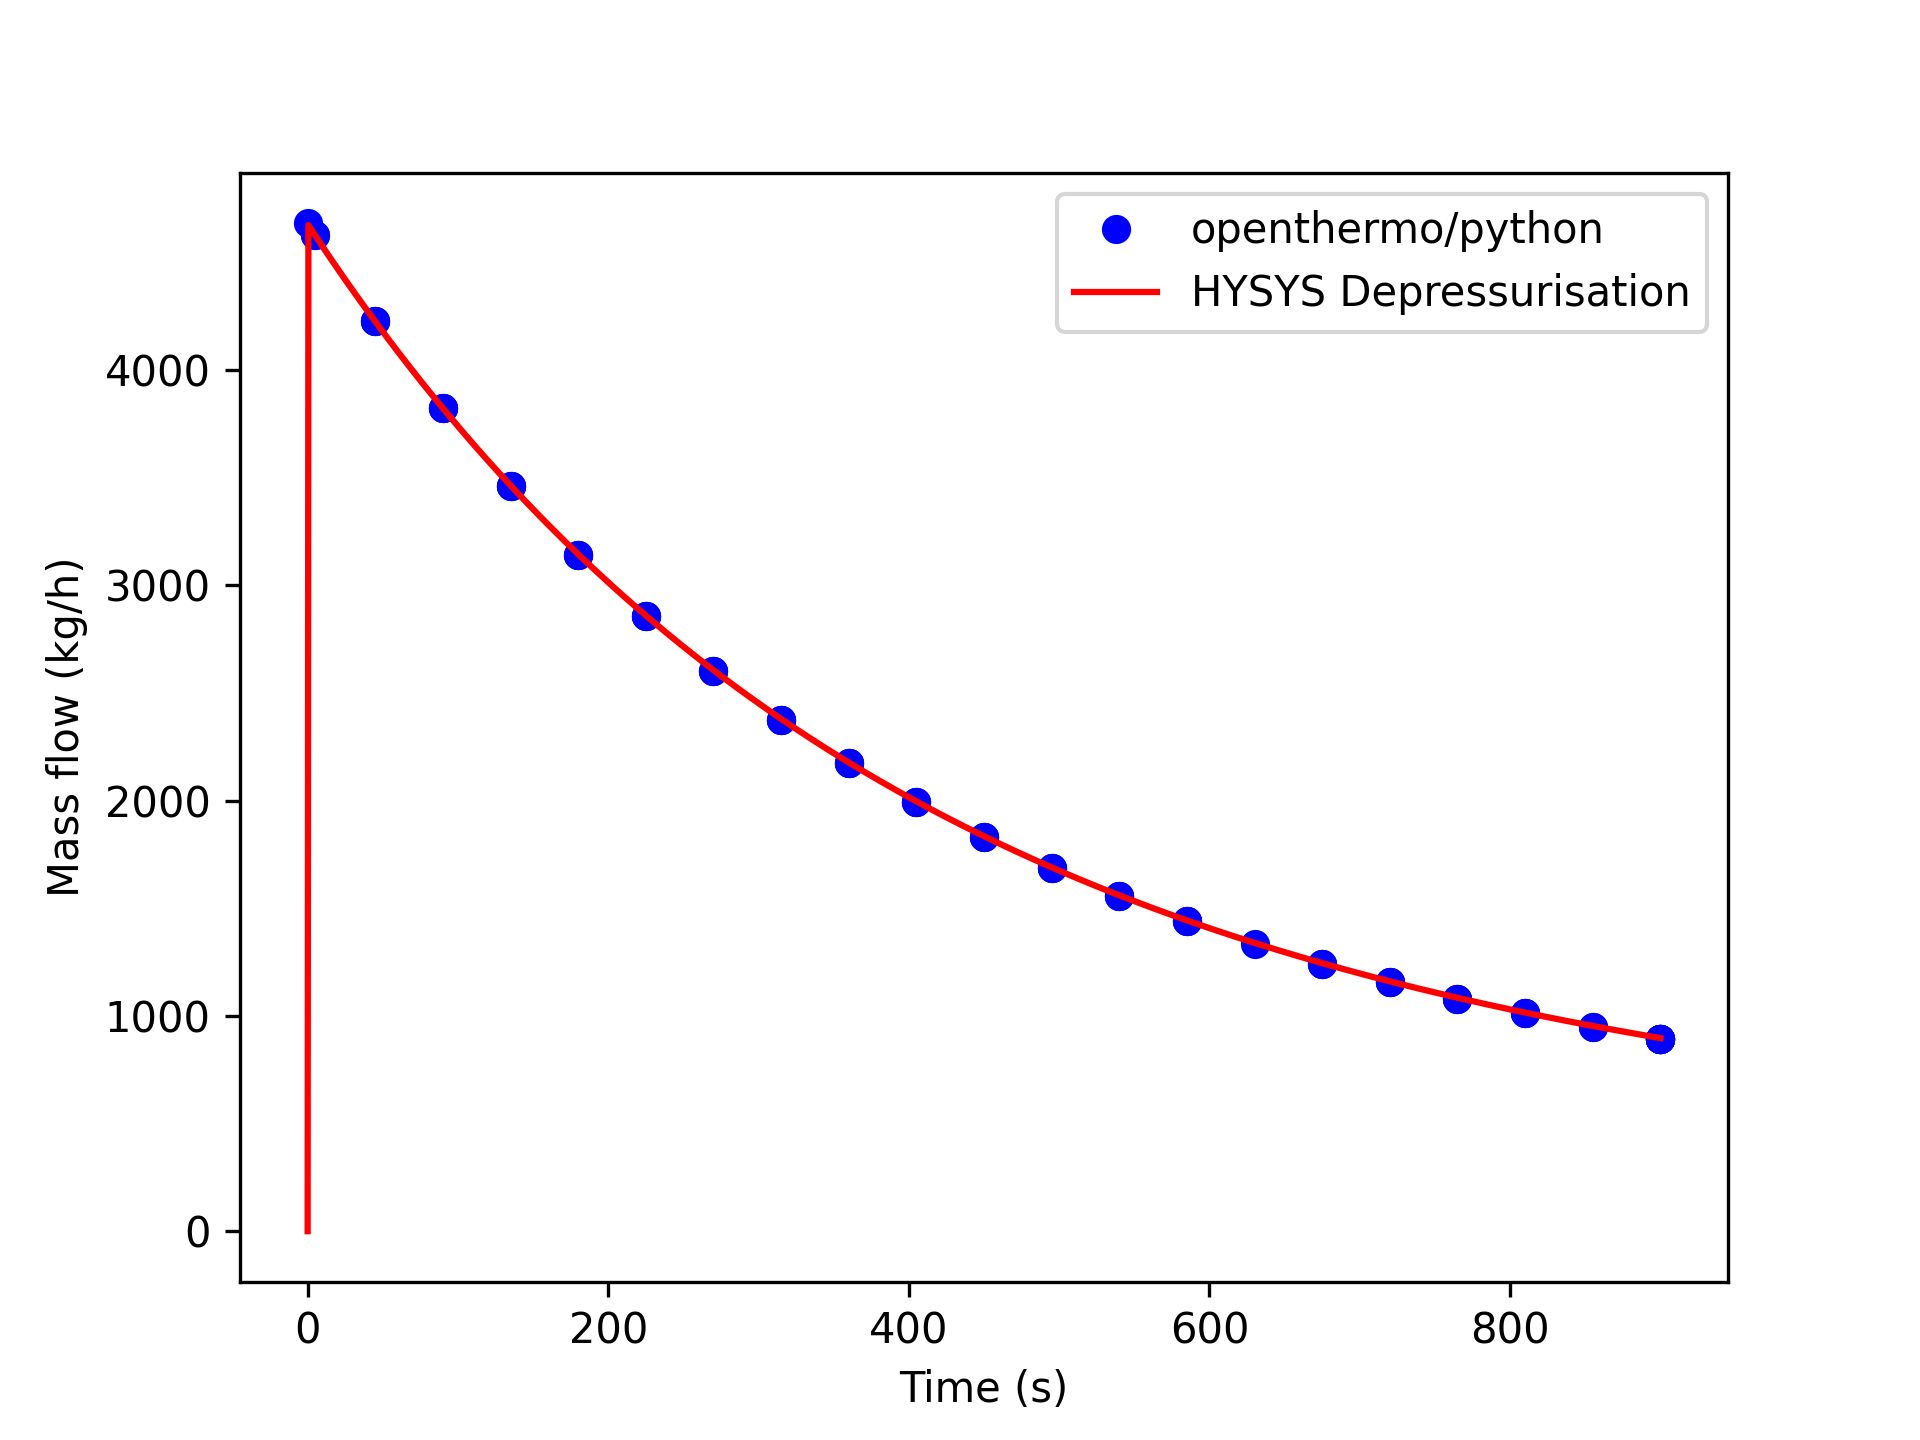 openthermo/python
HYSYS Depressurisation
Mass flow (kg/h)
4000
3000
2000
1000
0
0 200 400 600 800
Time (s)